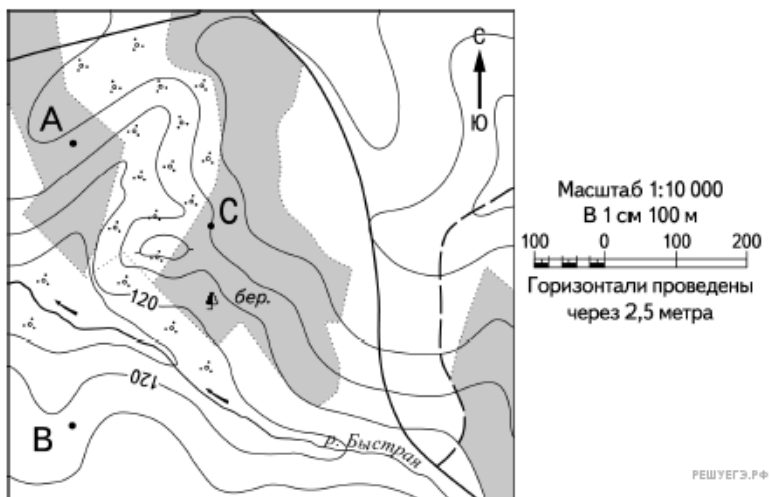 С
Ю
А
С
120
бер.
120
В
р. Быстрая
Масштаб 1:10 000
В 1 см 100 м
100 0 100 200
Горизонтали проведены
через 2,5 метра
РЕШУЕГЭ.РФ